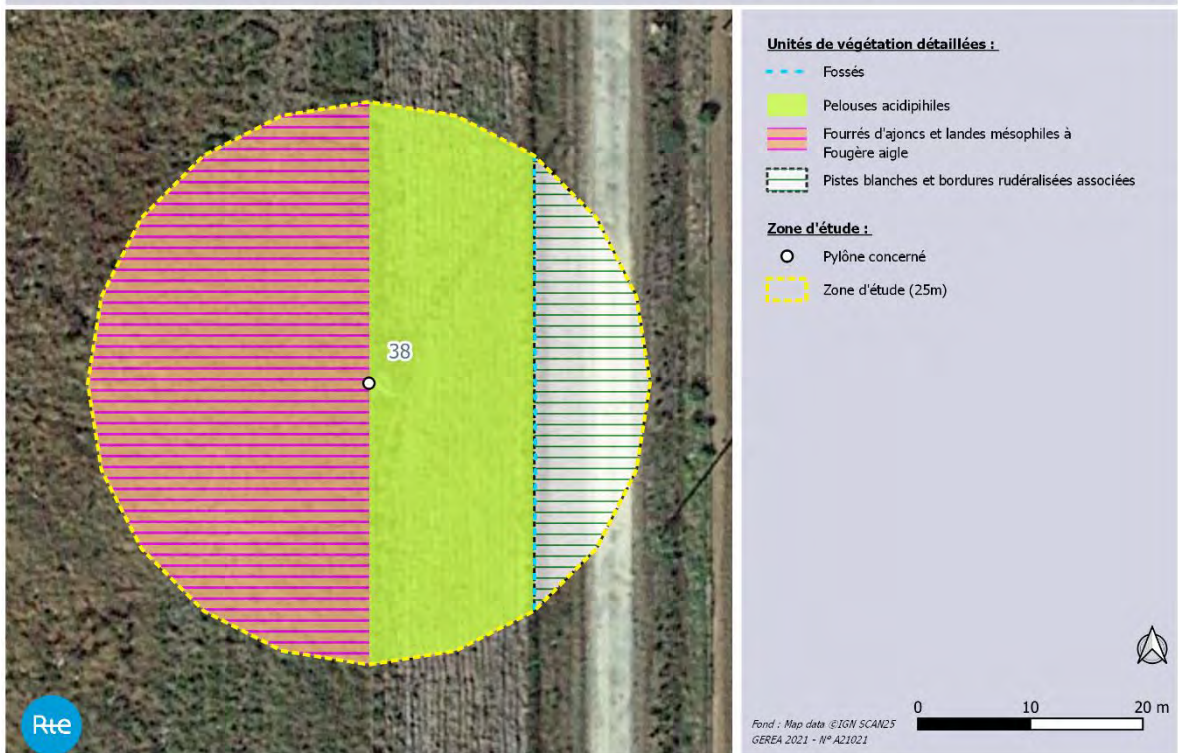 38
Rte
Unités de végétation détaillées :
Fossés
Pelouses acidipihiles
Fourrés d'ajoncs et landes mésophiles à
Fougère aigle
Pistes blanches et bordures rudéralisées associées
Zone d'étude :
Pylône concerné
Zone d'étude (25m)
Fond : Map data ©IGN SCAN25
GEREA 2021 - N° A21021
0 10 20 m